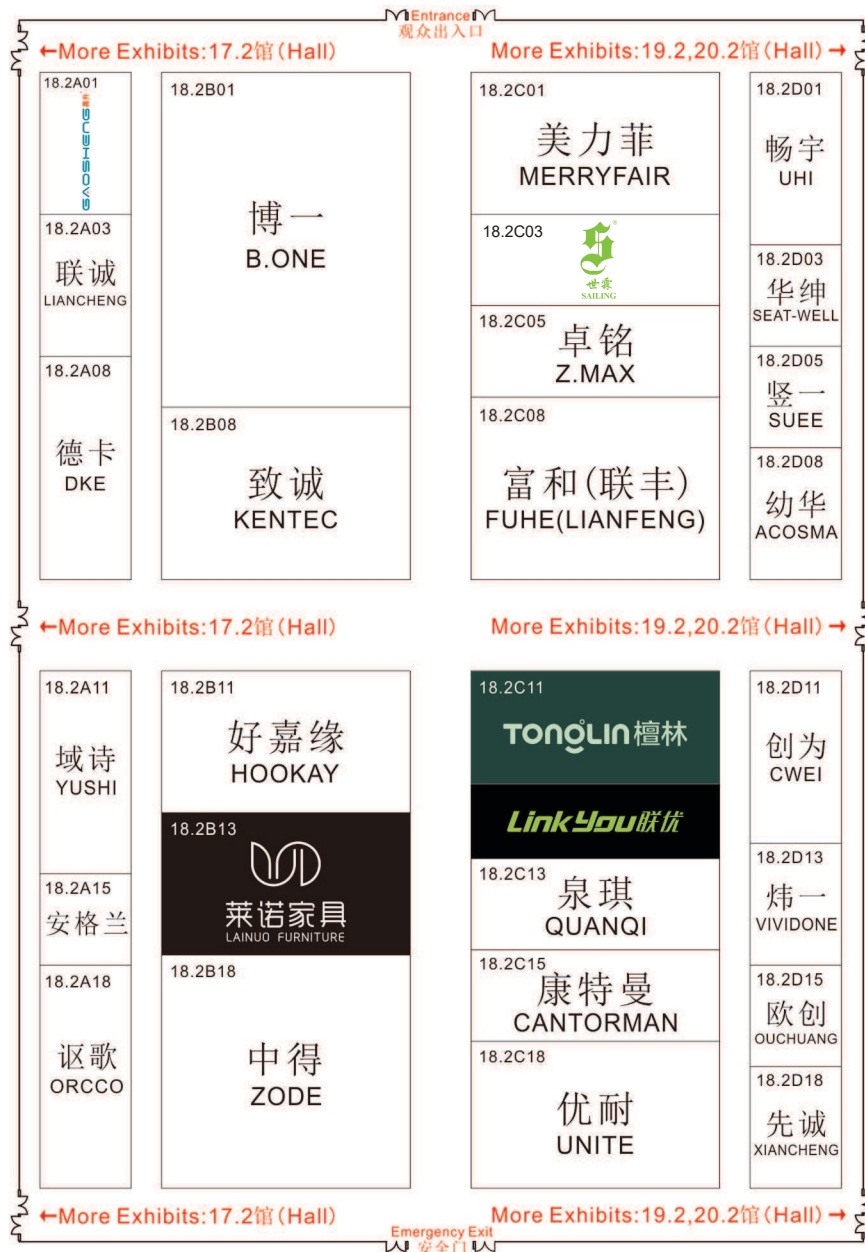 Entrance
观众出入口
←More Exhibits:17.2馆(Hall)
More Exhibits:19.2,20.2馆(Hall)→
18.2A01
GAOSHENG高升
18.2A03
联诚
LIANCHENG
18.2A08
德卡
DKE
18.2B01
博一
B.ONE
18.2B08
致诚
KENTEC
18.2C01
美力菲
MERRYFAIR
18.2C03
®
世霖
SAILING
18.2C05
卓铭
Z.MAX
18.2C08
富和(联丰)
FUHE(LIANFENG)
18.2D01
畅宇
UHI
18.2D03
华绅
SEAT-WELL
18.2D05
竖一
SUEE
18.2D08
幼华
ACOSMA
←More Exhibits:17.2馆(Hall)
More Exhibits:19.2,20.2馆(Hall)→
18.2A11
域诗
YUSHI
18.2A15
安格兰
18.2A18
讴歌
ORCCO
18.2B11
好嘉缘
HOOKAY
18.2B13
莱诺家具
LAINUO FURNITURE
18.2B18
中得
ZODE
18.2C11
TONGLIN檀林
LinkYou联优
18.2C13
泉琪
QUANQI
18.2C15
康特曼
CANTORMAN
18.2C18
优耐
UNITE
18.2D11
创为
CWEI
18.2D13
炜一
VIVIDONE
18.2D15
欧创
OUCHUANG
18.2D18
先诚
XIANCHENG
←More Exhibits:17.2馆(Hall)
More Exhibits:19.2,20.2馆(Hall)→
Emergency Exit
安全门